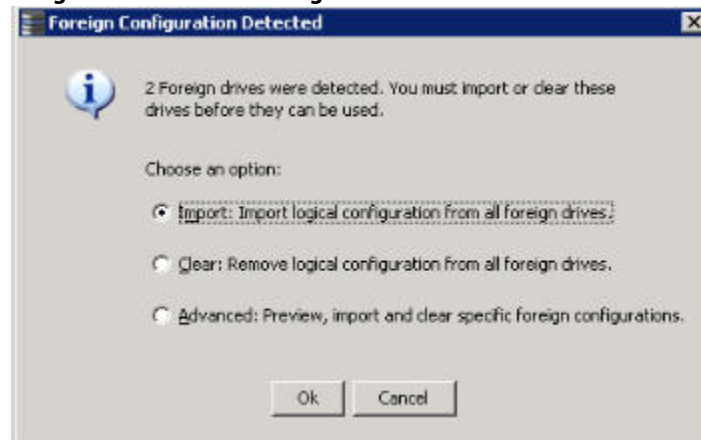 Foreign Configuration Detected
2 Foreign drives were detected. You must import or clear these
drives before they can be used.
Choose an option:
Import: Import logical configuration from all foreign drives.
Clear: Remove logical configuration from all foreign drives.
Advanced: Preview, import and clear specific foreign configurations.
Ok
Cancel